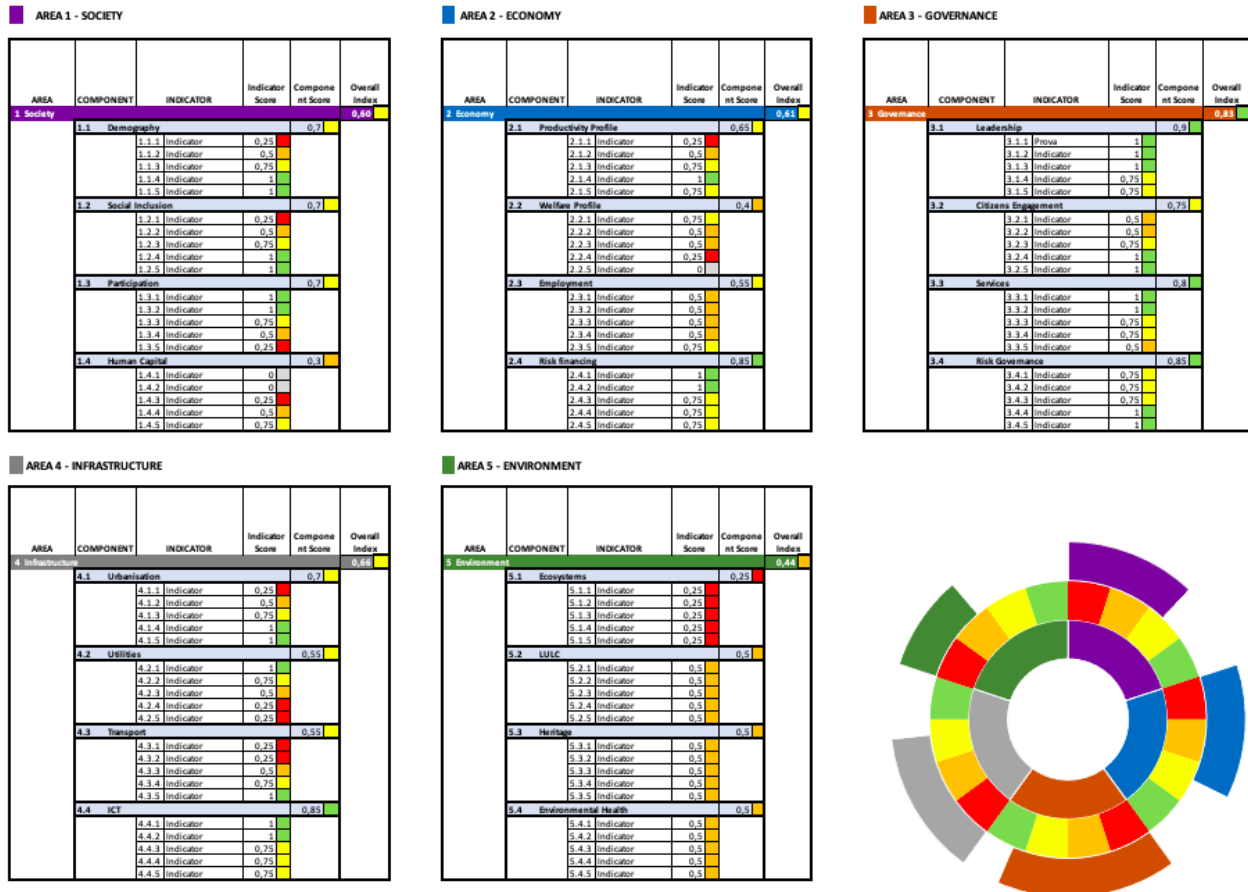 AREA 1 - SOCIETY
AREA COMPONENT INDICATOR Indicator Score Compone nt Score Overall Index
1 Society 0,60
1.1 Demography 0,7
1.1.1 Indicator 0,25
1.1.2 Indicator 0,5
1.1.3 Indicator 0,75
1.1.4 Indicator 1
1.1.5 Indicator 1
1.2 Social Inclusion 0,7
1.2.1 Indicator 0,25
1.2.2 Indicator 0,5
1.2.3 Indicator 0,75
1.2.4 Indicator 1
1.2.5 Indicator 1
1.3 Participation 0,7
1.3.1 Indicator 1
1.3.2 Indicator 1
1.3.3 Indicator 0,75
1.3.4 Indicator 0,5
1.3.5 Indicator 0,25
1.4 Human Capital 0,3
1.4.1 Indicator 0
1.4.2 Indicator 0
1.4.3 Indicator 0,25
1.4.4 Indicator 0,5
1.4.5 Indicator 0,75
AREA 2 - ECONOMY
AREA COMPONENT INDICATOR Indicator Score Compone nt Score Overall Index
2 Economy 0,61
2.1 Productivity Profile 0,65
2.1.1 Indicator 0,25
2.1.2 Indicator 0,5
2.1.3 Indicator 0,75
2.1.4 Indicator 1
2.1.5 Indicator 0,75
2.2 Welfare Profile 0,4
2.2.1 Indicator 0,75
2.2.2 Indicator 0,5
2.2.3 Indicator 0,5
2.2.4 Indicator 0,25
2.2.5 Indicator 0
2.3 Employment 0,55
2.3.1 Indicator 0,5
2.3.2 Indicator 0,5
2.3.3 Indicator 0,5
2.3.4 Indicator 0,5
2.3.5 Indicator 0,75
2.4 Risk financing 0,85
2.4.1 Indicator 1
2.4.2 Indicator 1
2.4.3 Indicator 0,75
2.4.4 Indicator 0,75
2.4.5 Indicator 0,75
AREA 3 - GOVERNANCE
AREA COMPONENT INDICATOR Indicator Score Compone nt Score Overall Index
3 Governance 0,83
3.1 Leadership 0,9
3.1.1 Prova 1
3.1.2 Indicator 1
3.1.3 Indicator 1
3.1.4 Indicator 0,75
3.1.5 Indicator 0,75
3.2 Citizens Engagement 0,75
3.2.1 Indicator 0,5
3.2.2 Indicator 0,5
3.2.3 Indicator 0,75
3.2.4 Indicator 1
3.2.5 Indicator 1
3.3 Services 0,8
3.3.1 Indicator 1
3.3.2 Indicator 1
3.3.3 Indicator 0,75
3.3.4 Indicator 0,75
3.3.5 Indicator 0,5
3.4 Risk Governance 0,85
3.4.1 Indicator 0,75
3.4.2 Indicator 0,75
3.4.3 Indicator 0,75
3.4.4 Indicator 1
3.4.5 Indicator 1
AREA 4 - INFRASTRUCTURE
AREA COMPONENT INDICATOR Indicator Score Compone nt Score Overall Index
4 Infrastructure 0,66
4.1 Urbanisation 0,7
4.1.1 Indicator 0,25
4.1.2 Indicator 0,5
4.1.3 Indicator 0,75
4.1.4 Indicator 1
4.1.5 Indicator 1
4.2 Utilities 0,55
4.2.1 Indicator 1
4.2.2 Indicator 0,75
4.2.3 Indicator 0,5
4.2.4 Indicator 0,25
4.2.5 Indicator 0,25
4.3 Transport 0,55
4.3.1 Indicator 0,25
4.3.2 Indicator 0,25
4.3.3 Indicator 0,5
4.3.4 Indicator 0,75
4.3.5 Indicator 1
4.4 ICT 0,85
4.4.1 Indicator 1
4.4.2 Indicator 1
4.4.3 Indicator 0,75
4.4.4 Indicator 0,75
4.4.5 Indicator 0,75
AREA 5 - ENVIRONMENT
AREA COMPONENT INDICATOR Indicator Score Compone nt Score Overall Index
5 Environment 0,44
5.1 Ecosystems 0,25
5.1.1 Indicator 0,25
5.1.2 Indicator 0,25
5.1.3 Indicator 0,25
5.1.4 Indicator 0,25
5.1.5 Indicator 0,25
5.2 LULC 0,5
5.2.1 Indicator 0,5
5.2.2 Indicator 0,5
5.2.3 Indicator 0,5
5.2.4 Indicator 0,5
5.2.5 Indicator 0,5
5.3 Heritage 0,5
5.3.1 Indicator 0,5
5.3.2 Indicator 0,5
5.3.3 Indicator 0,5
5.3.4 Indicator 0,5
5.3.5 Indicator 0,5
5.4 Environmental Health 0,5
5.4.1 Indicator 0,5
5.4.2 Indicator 0,5
5.4.3 Indicator 0,5
5.4.4 Indicator 0,5
5.4.5 Indicator 0,5